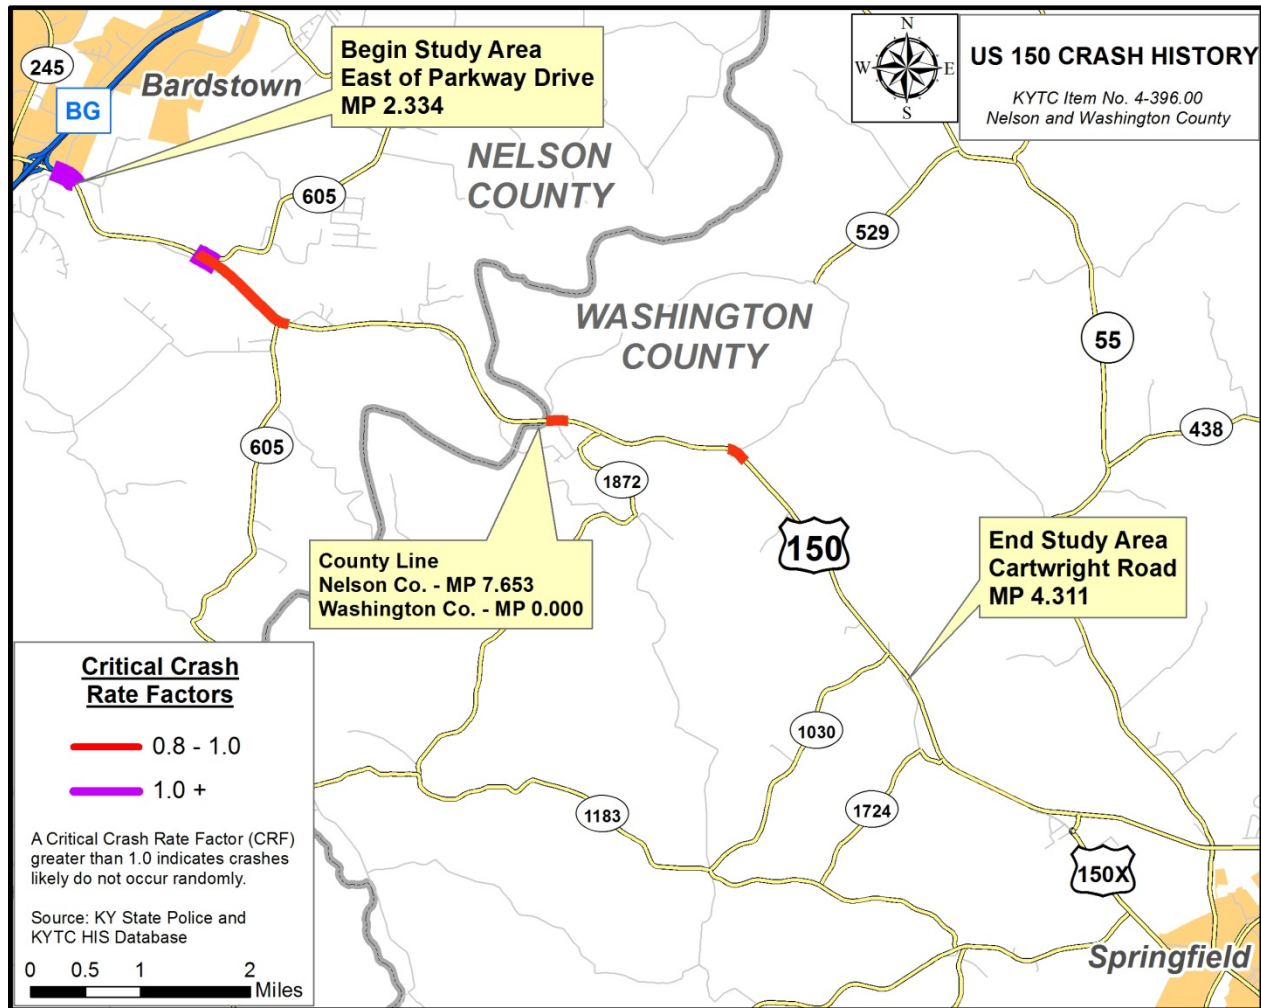 US 150 CRASH HISTORY
KYTC Item No. 4-396.00
Nelson and Washington County
N
W
E
S
Begin Study Area
East of Parkway Drive
MP 2.334
245
Bardstown
BG
NELSON
COUNTY
605
529
WASHINGTON
COUNTY
55
438
605
1872
150
County Line
Nelson Co. - MP 7.653
Washington Co. - MP 0.000
End Study Area
Cartwright Road
MP 4.311
1030
1183
1724
150X
Springfield
Critical Crash
Rate Factors
0.8 - 1.0
1.0 +
A Critical Crash Rate Factor (CRF)
greater than 1.0 indicates crashes
likely do not occur randomly.
Source: KY State Police and
KYTC HIS Database
0 0.5 1 2
Miles